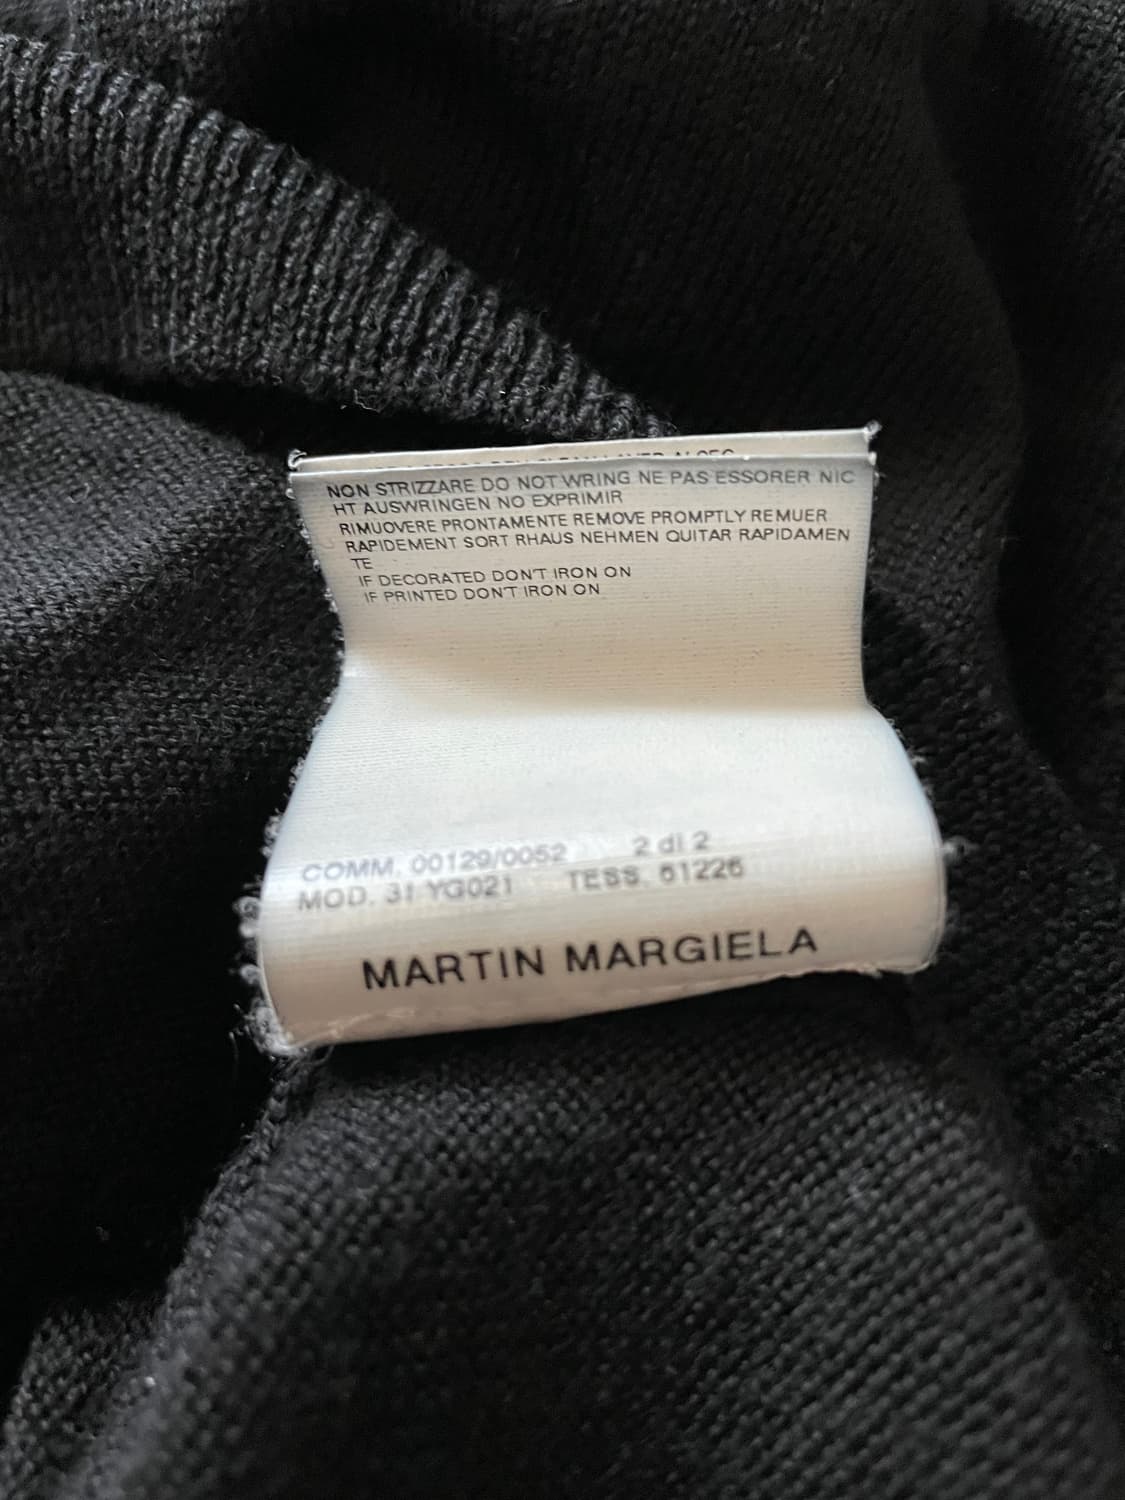 NON STRIZZARE DO NOT WRING NE PAS ESSORER NIC
HT AUSWRINGEN NO EXPRIMIR
RIMUOVERE PRONTAMENTE REMOVE PROMPTLY REMUER
RAPIDEMENT SORT RHAUS NEHMEN QUITAR RAPIDAMEN
TE
IF DECORATED DON'T IRON ON
IF PRINTED DON'T IRON ON
COMM. 00129/0052 2 di 2
MOD. 31 YG021 TESS. 51226
MARTIN MARGIELA